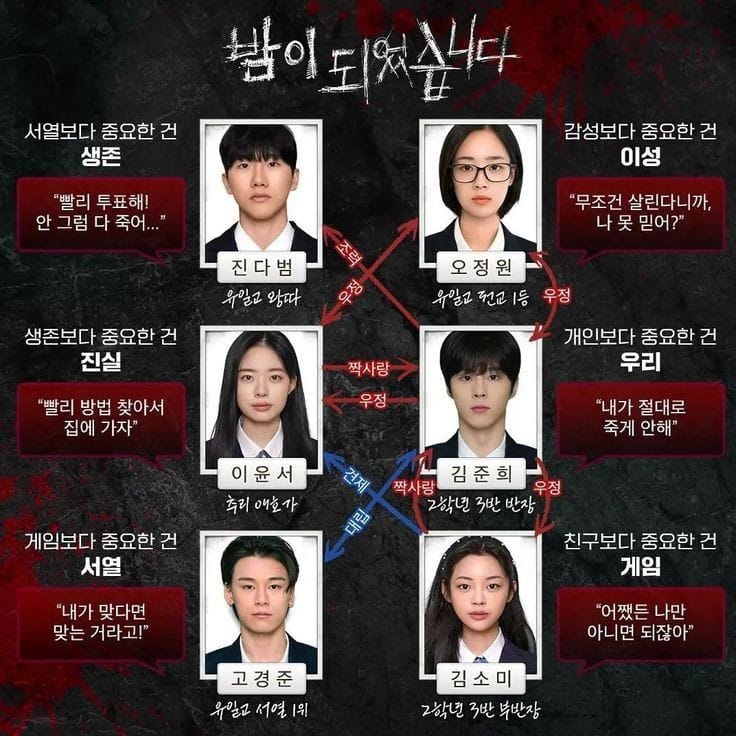 밤이 되었습니다
서열보다 중요한 건
생존
"빨리 투표해!
안 그럼 다 죽어..."
진다범
유일고 왕따
감성보다 중요한 건
이성
"무조건 살린다니까,
나 못 믿어?"
오정원
유일고 전교 1등
조력
우정
우정
생존보다 중요한 건
진실
"빨리 방법 찾아서
집에 가자"
이윤서
추리 애호가
짝사랑
우정
개인보다 중요한 건
우리
"내가 절대로
죽게 안해"
김준희
2학년 3반 반장
견제
대립
짝사랑
우정
게임보다 중요한 건
서열
"내가 맞다면
맞는 거라고!"
고경준
유일고 서열 1위
친구보다 중요한 건
게임
"어쨌든 나만
아니면 되잖아"
김소미
2학년 3반 부반장